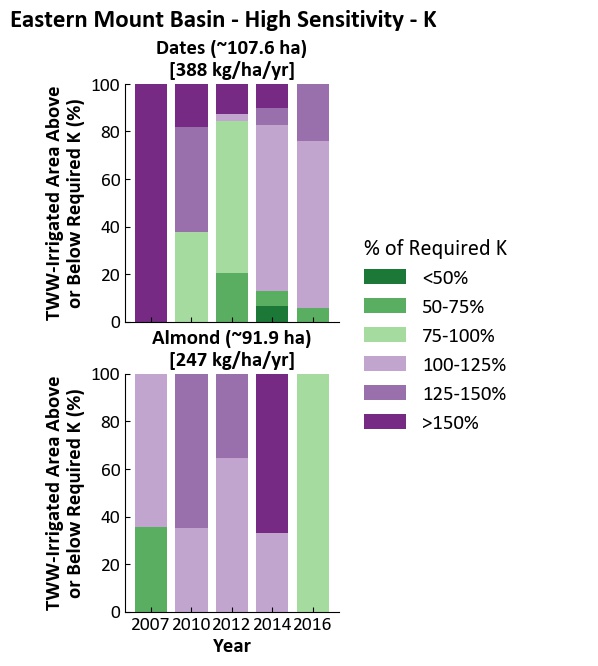 Eastern Mount Basin - High Sensitivity - K
Dates (~107.6 ha)
[388 kg/ha/yr]
TWW-Irrigated Area Above
or Below Required K (%)
100
80
60
40
20
0
% of Required K
<50%
50-75%
75-100%
100-125%
125-150%
>150%
Almond (~91.9 ha)
[247 kg/ha/yr]
TWW-Irrigated Area Above
or Below Required K (%)
100
80
60
40
20
0
2007 2010 2012 2014 2016
Year